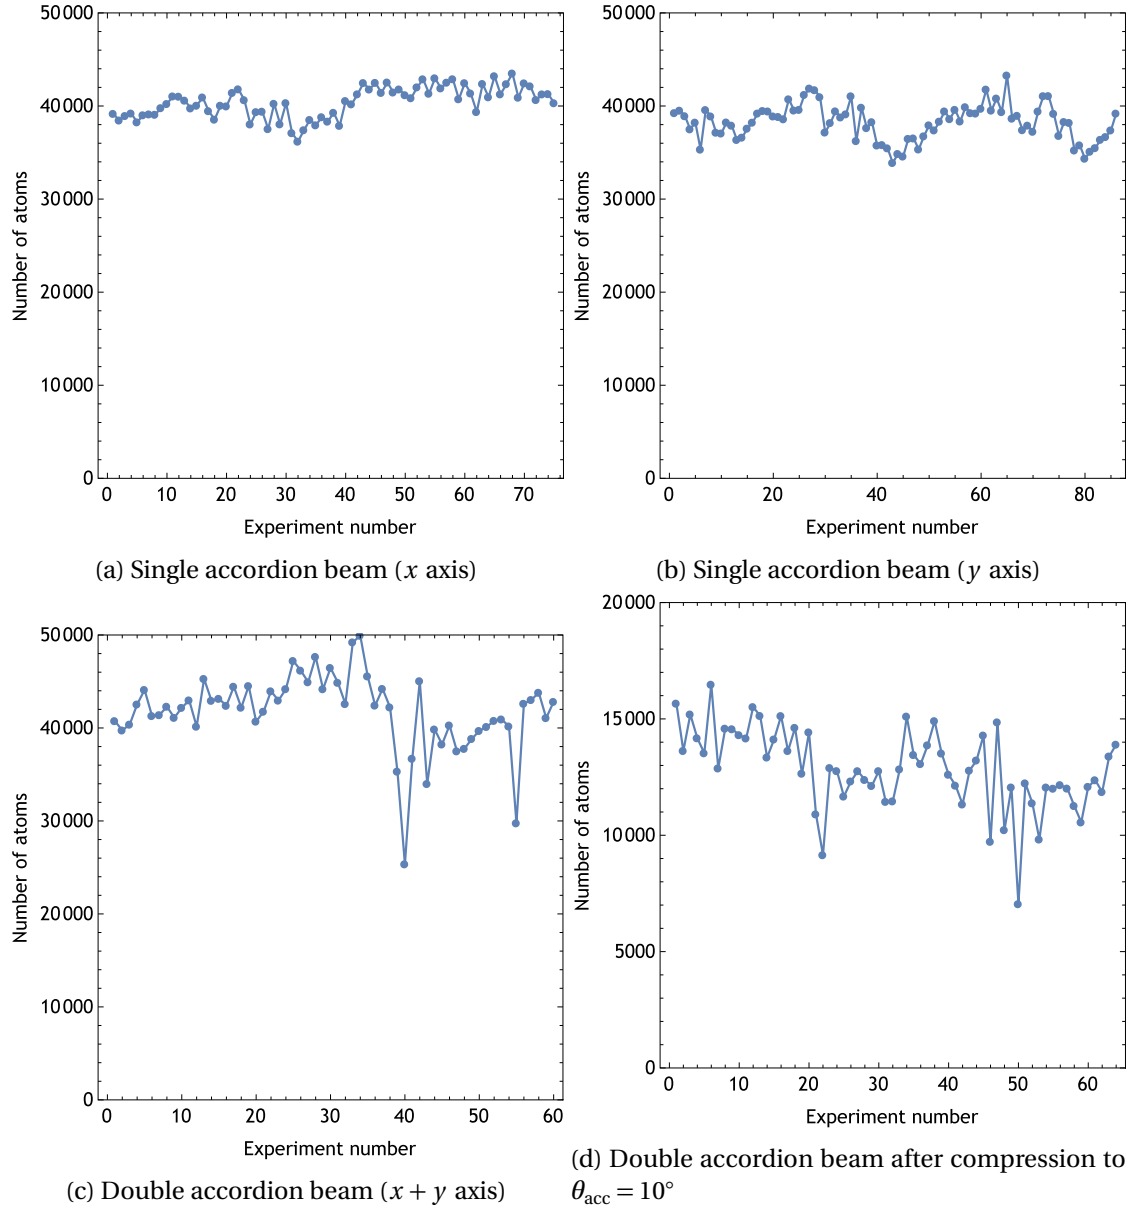 50000
40000
30000
20000
10000
0
Number of atoms
0 10 20 30 40 50 60 70
Experiment number
(a) Single accordion beam (x axis)
50000
40000
30000
20000
10000
0
Number of atoms
0 20 40 60 80
Experiment number
(b) Single accordion beam (y axis)
50000
40000
30000
20000
10000
0
Number of atoms
0 10 20 30 40 50 60
Experiment number
(c) Double accordion beam (x + y axis)
20000
15000
10000
5000
0
Number of atoms
0 10 20 30 40 50 60
Experiment number
(d) Double accordion beam after compression to
θacc = 10°